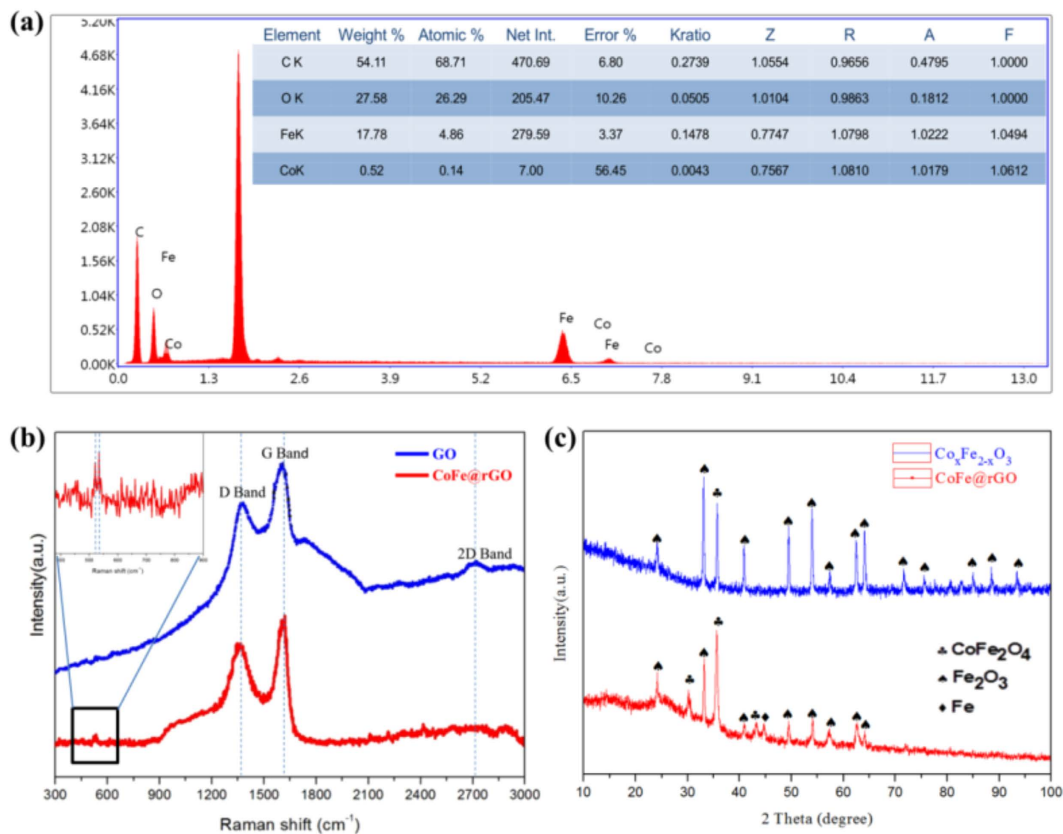 (a)
5.20K
4.68K
4.16K
3.64K
3.12K
2.60K
2.08K
1.56K
1.04K
0.52K
0.00K
Element Weight % Atomic % Net Int. Error % Kratio Z R A F
C K 54.11 68.71 470.69 6.80 0.2739 1.0554 0.9656 0.4795 1.0000
O K 27.58 26.29 205.47 10.26 0.0505 1.0104 0.9863 0.1812 1.0000
FeK 17.78 4.86 279.59 3.37 0.1478 0.7747 1.0798 1.0222 1.0494
CoK 0.52 0.14 7.00 56.45 0.0043 0.7567 1.0810 1.0179 1.0612
C
Fe
O
Co
Fe
Co
Fe
Co
0.0 1.3 2.6 3.9 5.2 6.5 7.8 9.1 10.4 11.7 13.0
(b)
GO
CoFe@rGO
G Band
D Band
2D Band
Raman shift (cm⁻¹)
Intensity(a.u.)
300 600 900 1200 1500 1800 2100 2400 2700 3000
Raman shift (cm⁻¹)
(c)
CoₓFe₂₋ₓO₃
CoFe@rGO
CoFe₂O₄
Fe₂O₃
Fe
Intensity(a.u.)
10 20 30 40 50 60 70 80 90 100
2 Theta (degree)